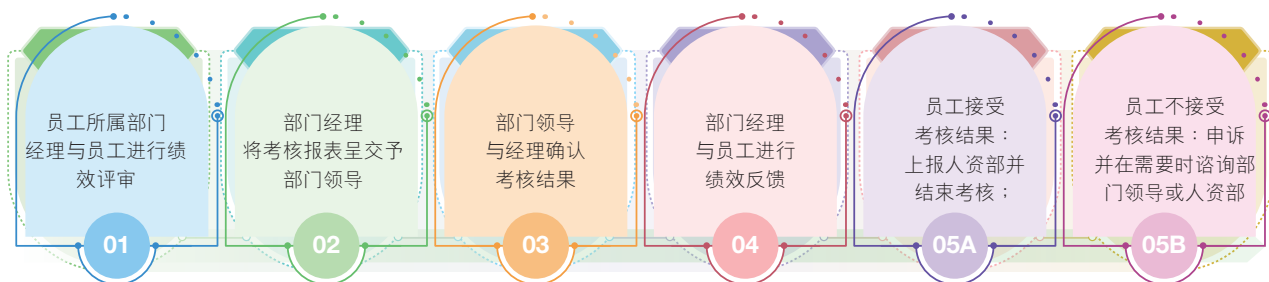 员工所属部门
经理与员工进行绩
效评审
01
部门经理
将考核报表呈交予
部门领导
02
部门领导
与经理确认
考核结果
03
部门经理
与员工进行
绩效反馈
04
员工接受
考核结果：
上报人资部并
结束考核；
05A
员工不接受
考核结果：申诉
并在需要时咨询部
门领导或人资部
05B